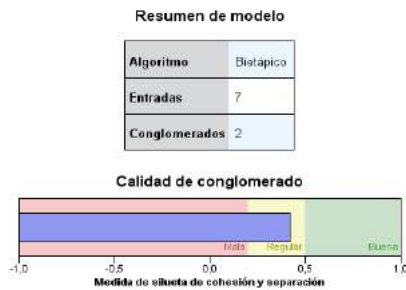 Resumen de modelo
Algoritmo Bietápico
Entradas 7
Conglomerados 2
Calidad de conglomerado
Mala Regular Buena
-1,0 -0,5 0,0 0,5 1,0
Medida de silueta de cohesión y separación